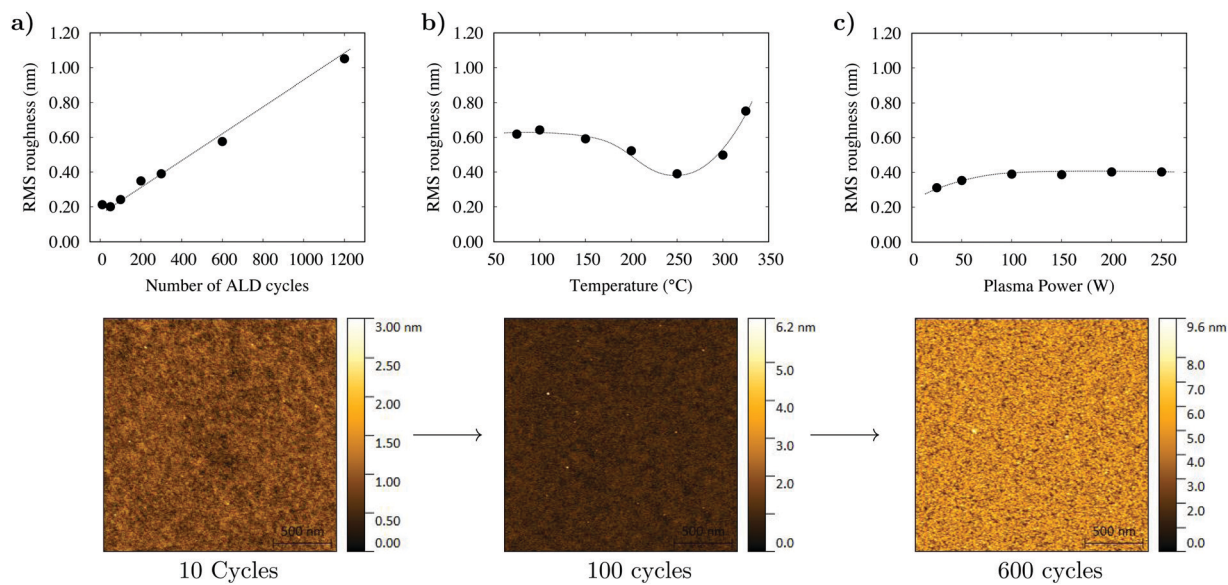 a)
1.20
1.00
0.80
0.60
0.40
0.20
0.00
RMS roughness (nm)
0 200 400 600 800 1000 1200
Number of ALD cycles
b)
1.20
1.00
0.80
0.60
0.40
0.20
0.00
RMS roughness (nm)
50 100 150 200 250 300 350
Temperature (°C)
c)
1.20
1.00
0.80
0.60
0.40
0.20
0.00
RMS roughness (nm)
0 50 100 150 200 250
Plasma Power (W)
3.00 nm
2.50
2.00
1.50
1.00
0.50
0.00
500 nm
10 Cycles
6.2 nm
5.0
4.0
3.0
2.0
1.0
0.0
500 nm
100 cycles
9.6 nm
8.0
7.0
6.0
5.0
4.0
3.0
2.0
1.0
0.0
500 nm
600 cycles